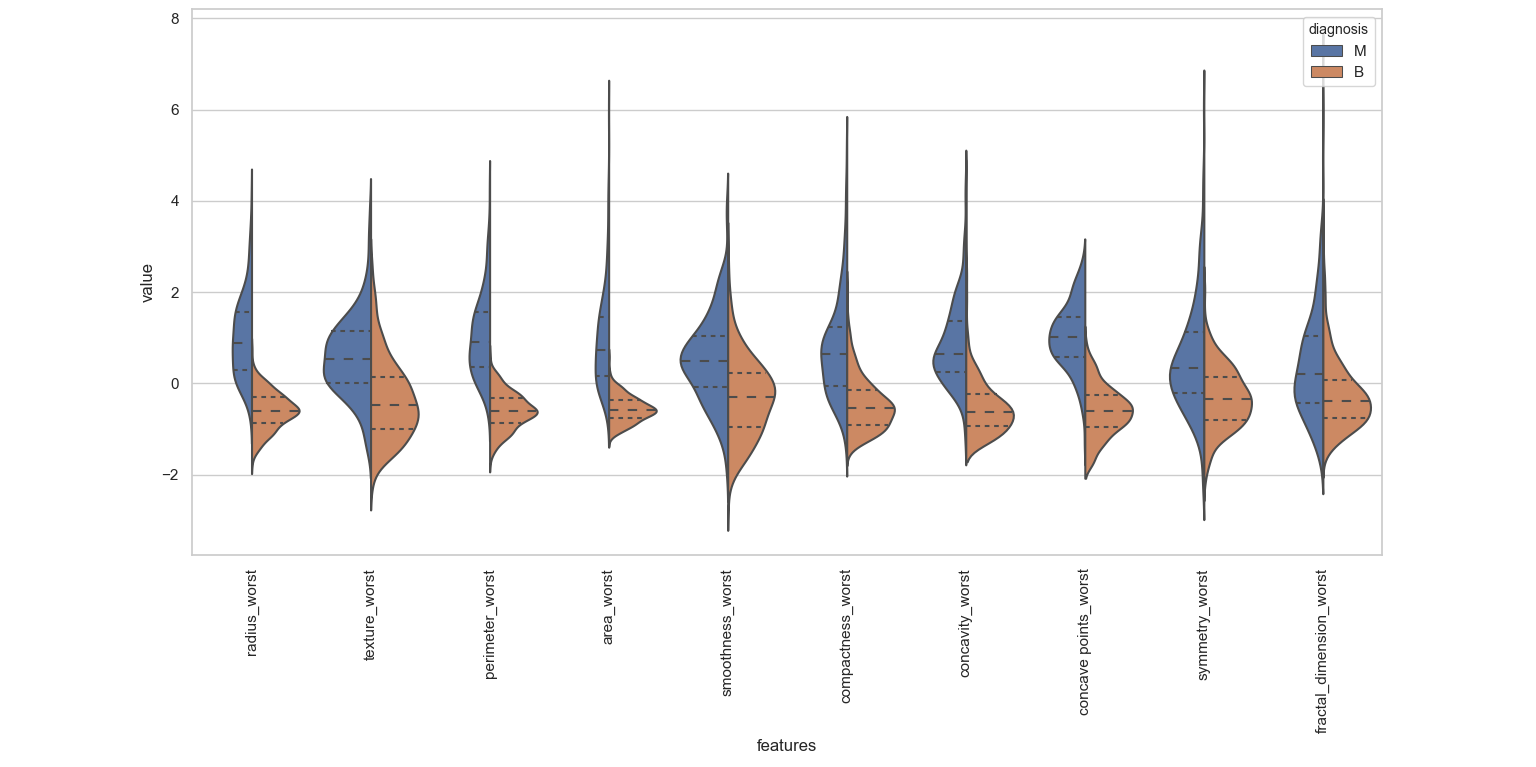 8
6
4
2
0
−2
value
diagnosis
M
B
radius_worst
texture_worst
perimeter_worst
area_worst
smoothness_worst
compactness_worst
concavity_worst
concave points_worst
symmetry_worst
fractal_dimension_worst
features